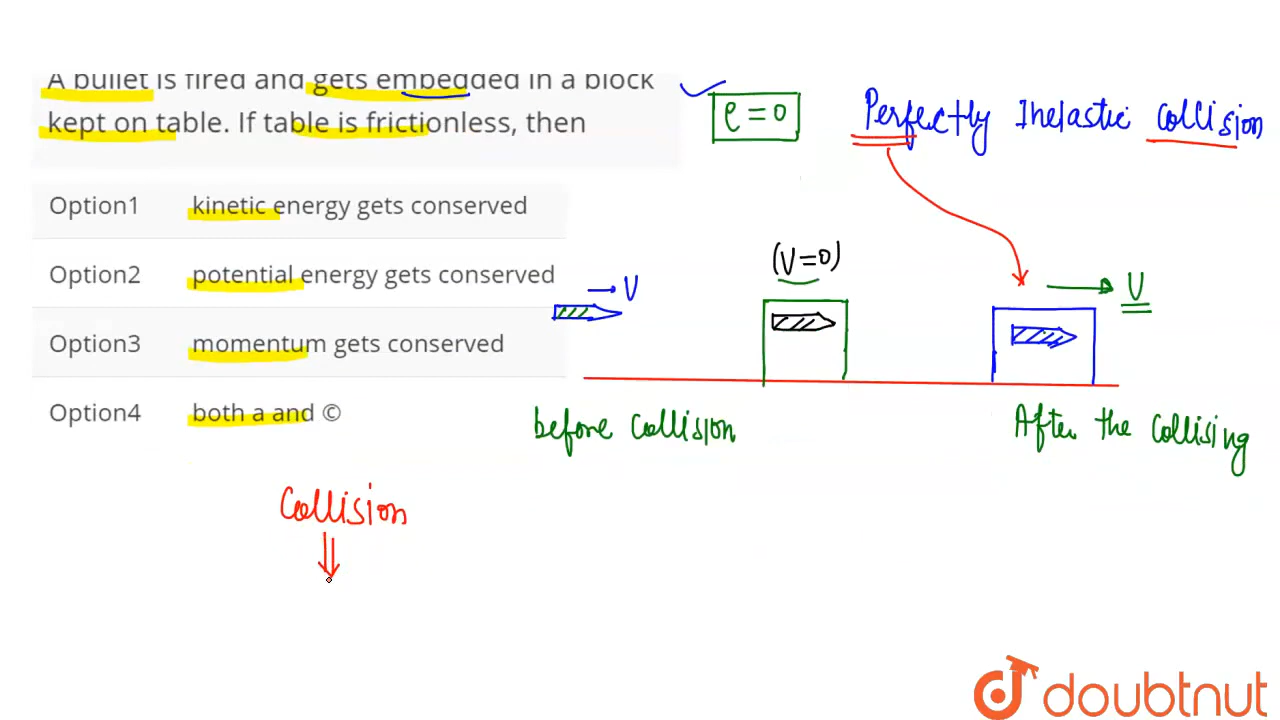 A bullet is fired and gets embedded in a block
kept on table. If table is frictionless, then
Option1 kinetic energy gets conserved
Option2 potential energy gets conserved
Option3 momentum gets conserved
Option4 both a and ©
e = 0
Perfectly Inelastic Collision
(V=0)
V
V
before Collision
After the Collising
Collision
doubtnut